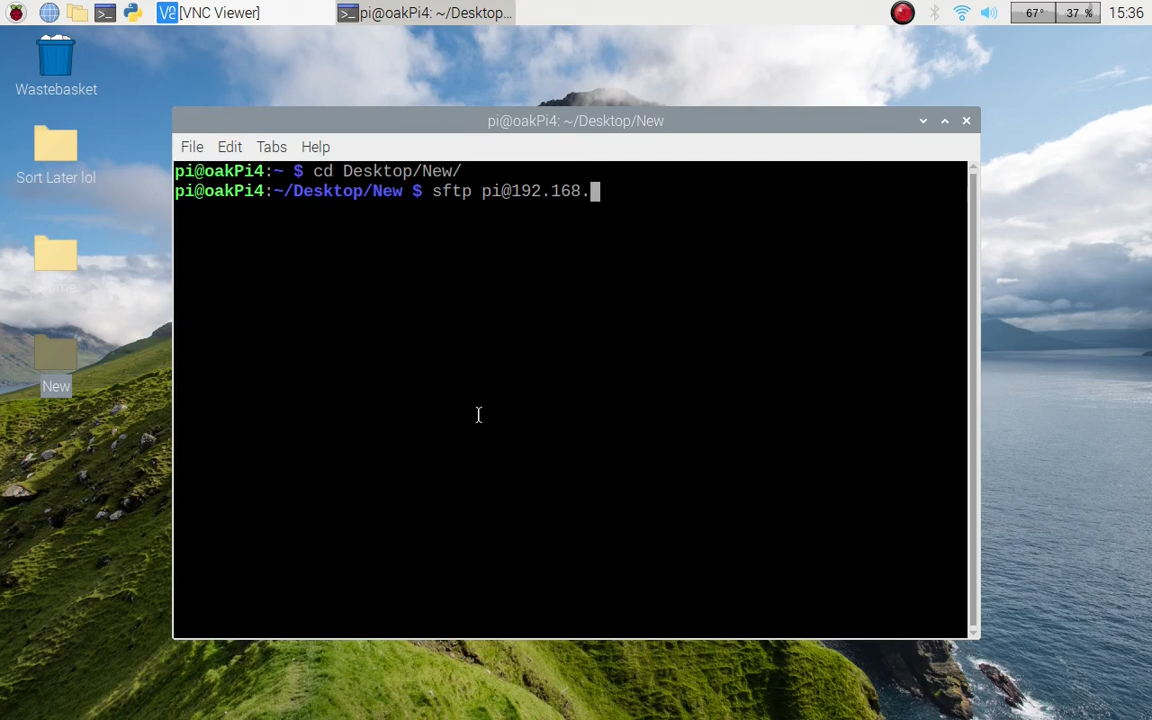 [VNC Viewer]
pi@oakPi4: ~/Desktop...
67°
37 %
15:36
Wastebasket
Sort Later lol
New
pi@oakPi4: ~/Desktop/New
File Edit Tabs Help
pi@oakPi4:~ $ cd Desktop/New/
pi@oakPi4:~/Desktop/New $ sftp pi@192.168.